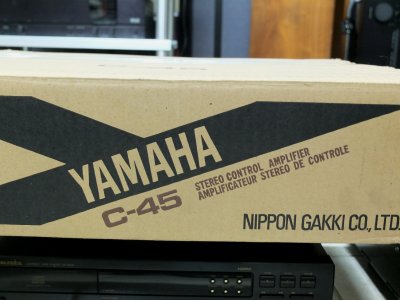 YAMAHA
C-45
STEREO CONTROL AMPLIFIER
AMPLIFICATEUR STEREO DE CONTROLE
NIPPON GAKKI CO., LTD.